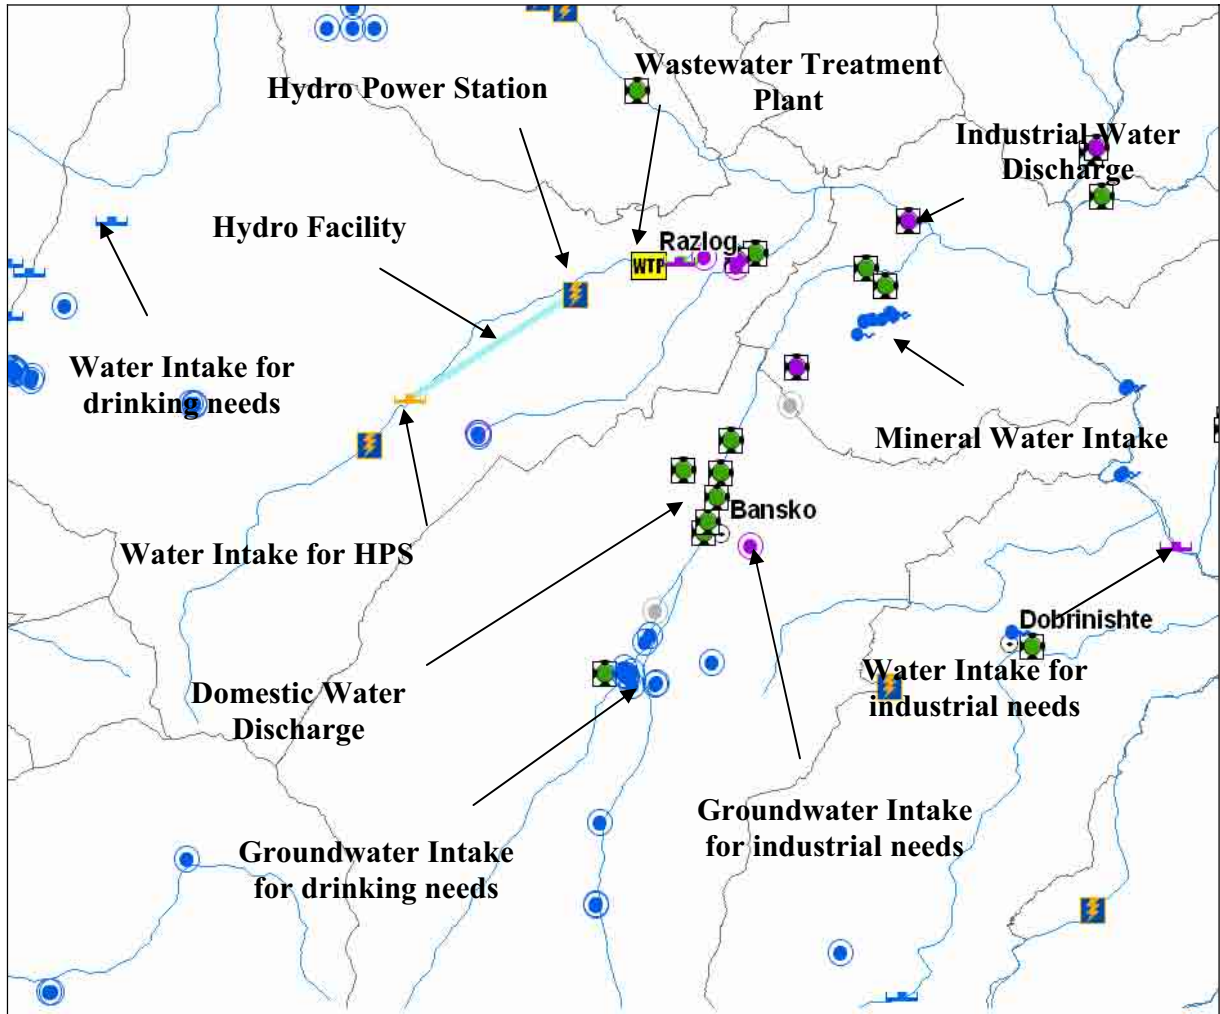 Wastewater Treatment
Plant
Hydro Power Station
Industrial Water
Discharge
Hydro Facility
Razlog
WTP
Water Intake for
drinking needs
Mineral Water Intake
Bansko
Water Intake for HPS
Dobrinishte
Water Intake for
industrial needs
Domestic Water
Discharge
Groundwater Intake
for industrial needs
Groundwater Intake
for drinking needs